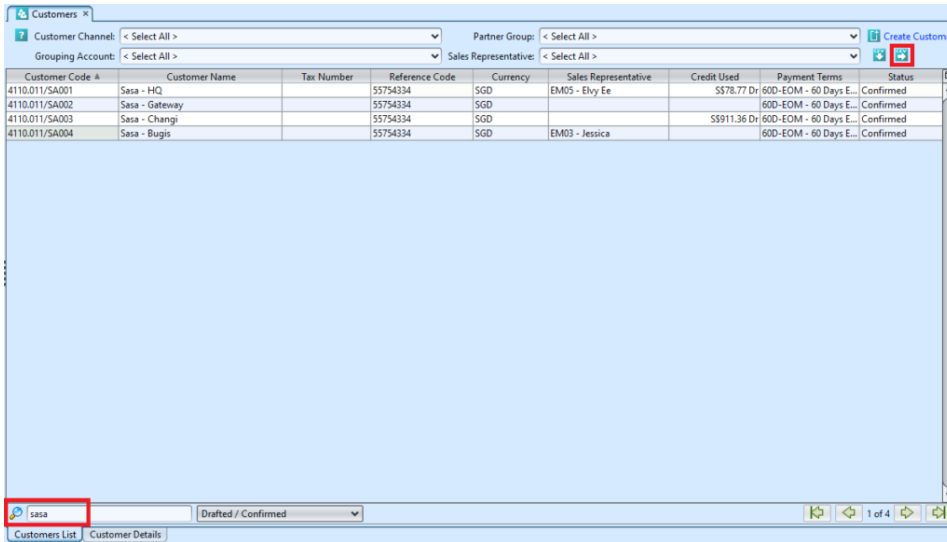 Customers ×
? Customer Channel: < Select All > Partner Group: < Select All > Create Custom
Grouping Account: < Select All > Sales Representative: < Select All >
Customer Code Customer Name Tax Number Reference Code Currency Sales Representative Credit Used Payment Terms Status
4110.011/SA001 Sasa - HQ 55754334 SGD EM05 - Elvy Ee S$78.77 Dr 60D-EOM - 60 Days E... Confirmed
4110.011/SA002 Sasa - Gateway 55754334 SGD 60D-EOM - 60 Days E... Confirmed
4110.011/SA003 Sasa - Changi 55754334 SGD S$911.36 Dr 60D-EOM - 60 Days E... Confirmed
4110.011/SA004 Sasa - Bugis 55754334 SGD EM03 - Jessica 60D-EOM - 60 Days E... Confirmed
sasa Drafted / Confirmed 1 of 4
Customers List Customer Details